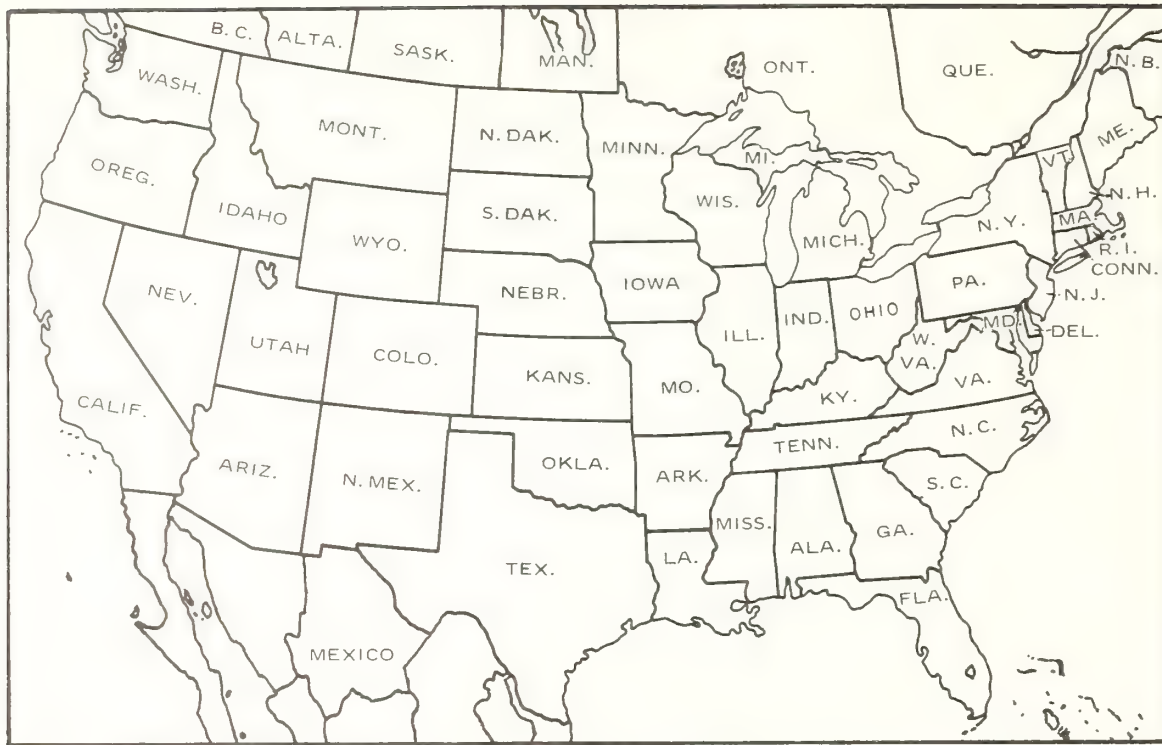 B.C.
ALTA.
SASK.
MAN.
ONT.
QUE.
N.B.
WASH.
MONT.
N. DAK.
MINN.
MI.
VT.
ME.
OREG.
IDAHO
WYO.
S. DAK.
WIS.
MICH.
N.Y.
MA.
N.H.
R.I.
CONN.
NEV.
UTAH
COLO.
NEBR.
IOWA
ILL.
IND.
OHIO
PA.
N.J.
MD.
DEL.
W.
VA.
VA.
CALIF.
KANS.
MO.
KY.
ARIZ.
N. MEX.
OKLA.
ARK.
TENN.
N.C.
S.C.
TEX.
LA.
MISS.
ALA.
GA.
FLA.
MEXICO